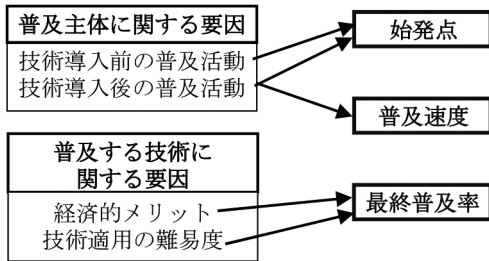 普及主体に関する要因
技術導入前の普及活動
技術導入後の普及活動
始発点
普及速度
普及する技術に
関する要因
経済的メリット
技術適用の難易度
最終普及率